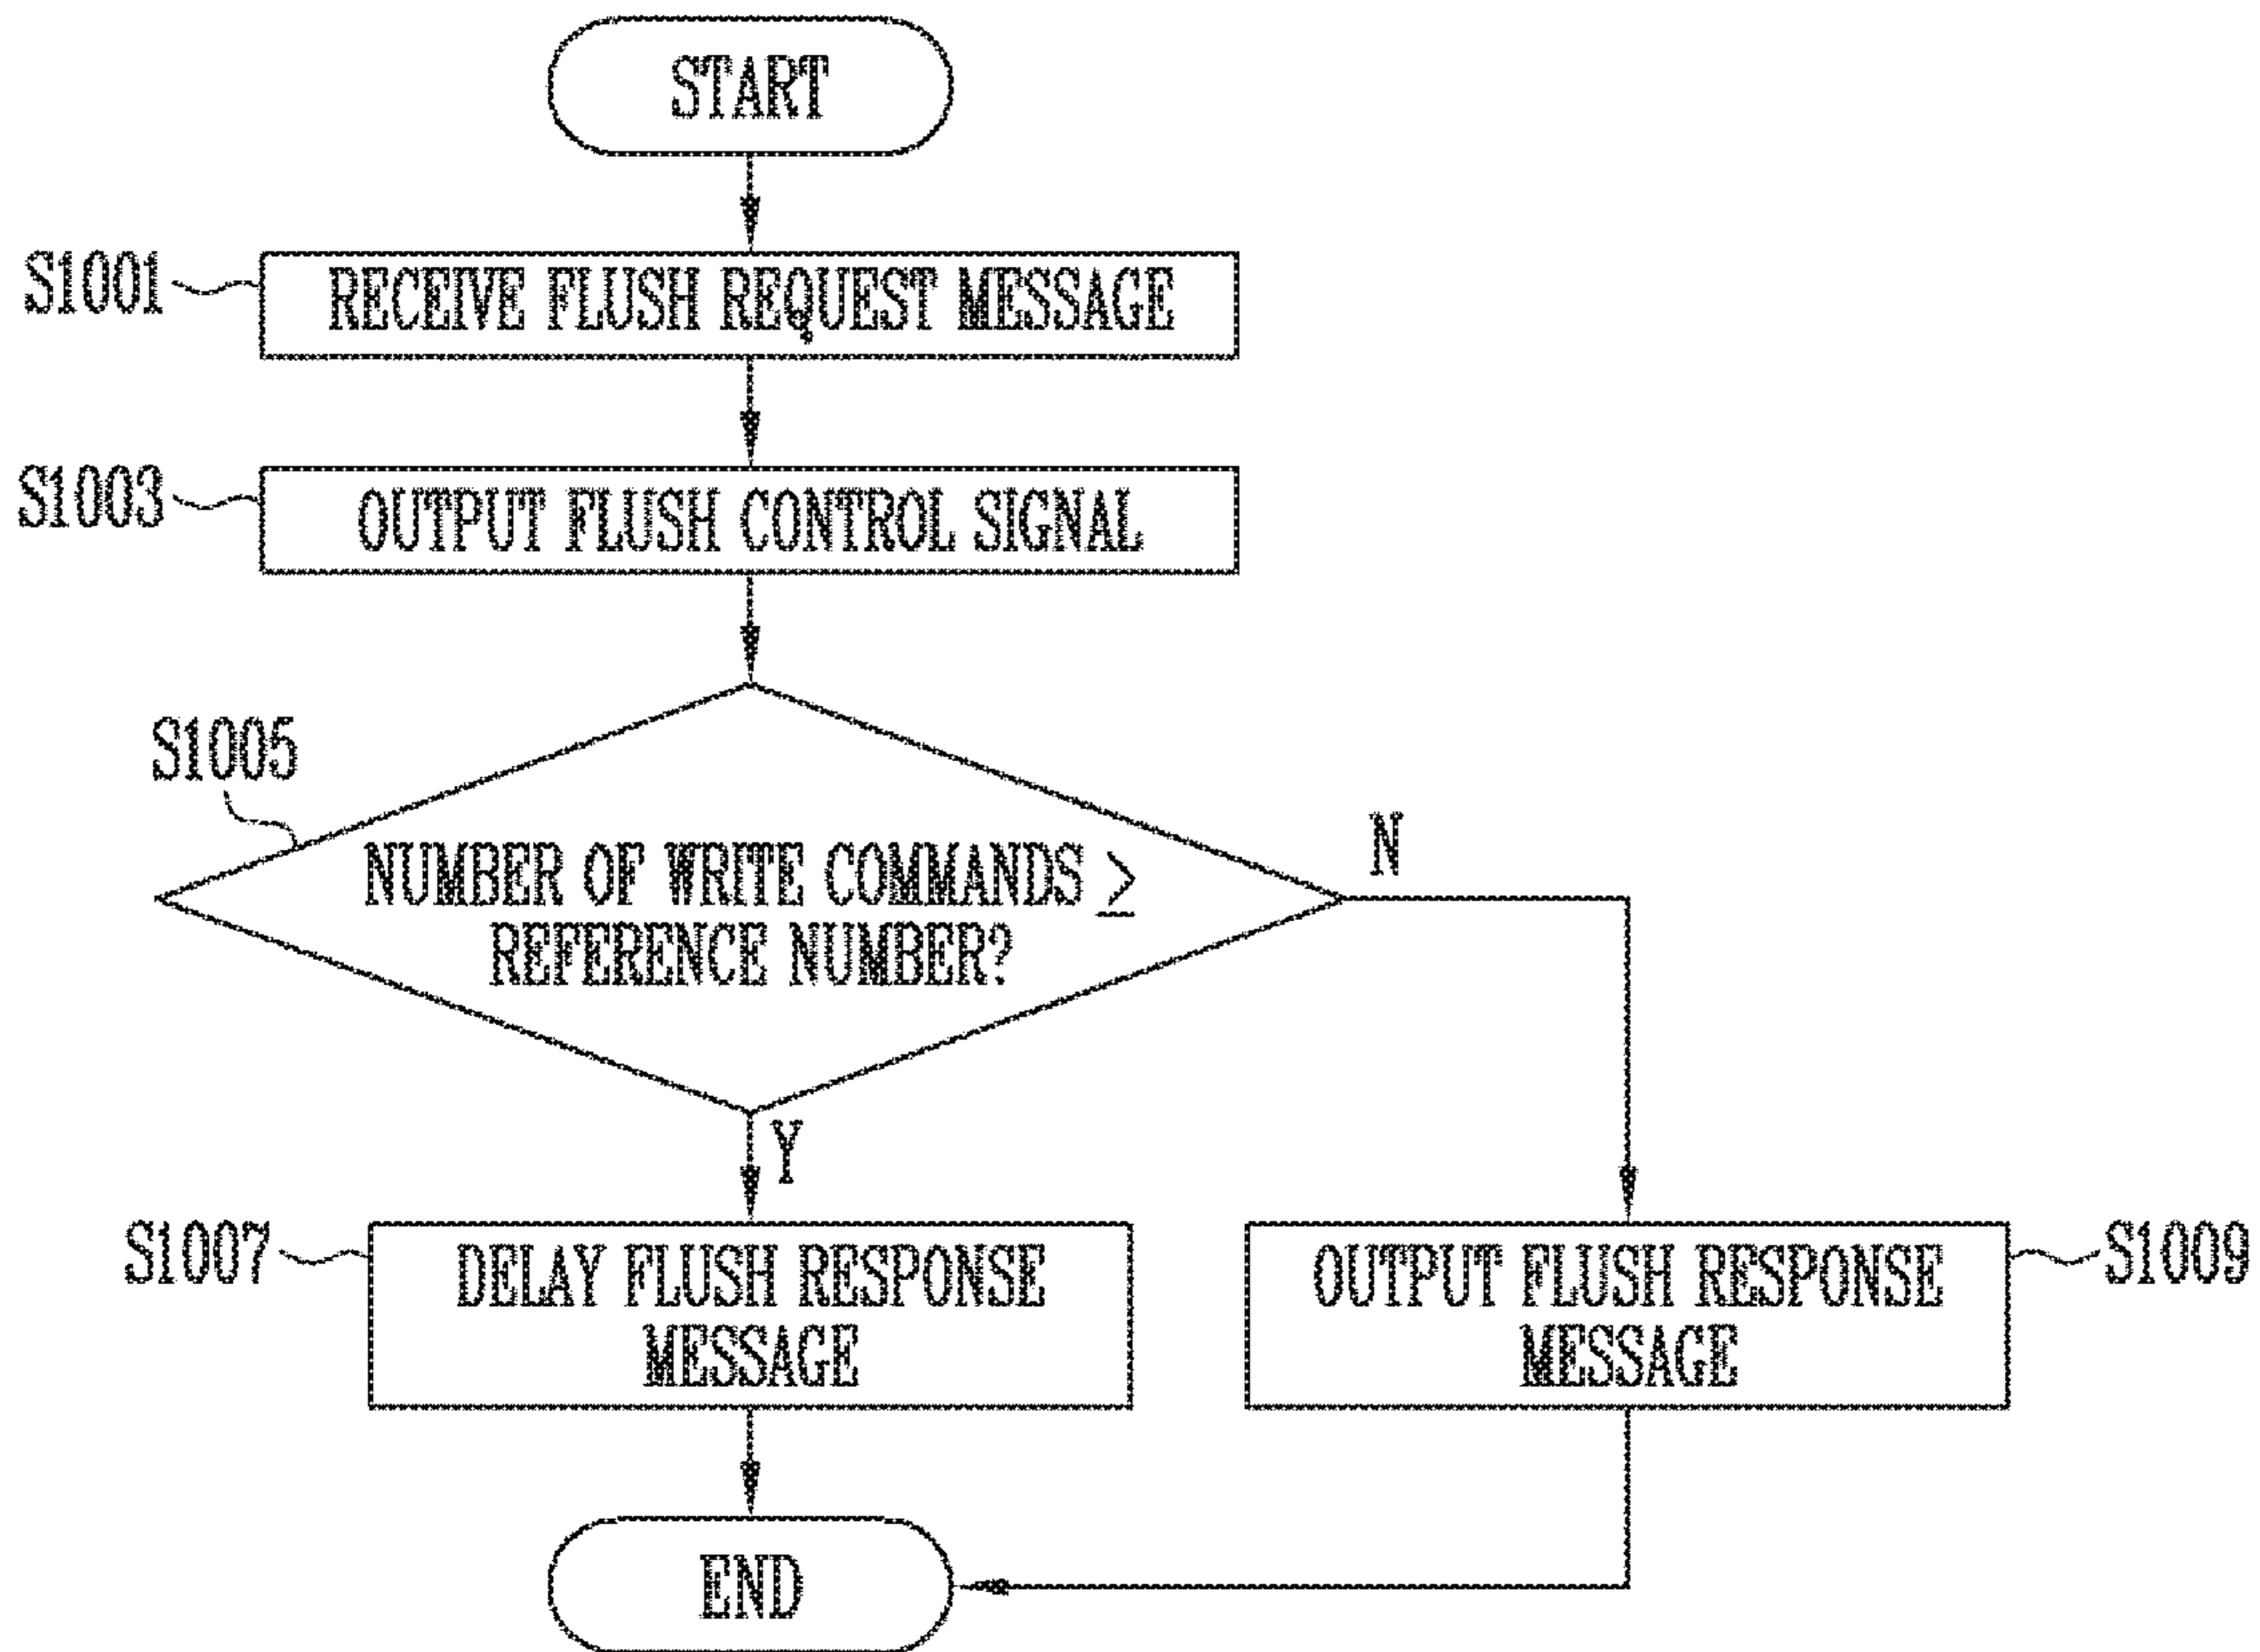 START
S1001
RECEIVE FLUSH REQUEST MESSAGE
S1003
OUTPUT FLUSH CONTROL SIGNAL
S1005
NUMBER OF WRITE COMMANDS ≥
REFERENCE NUMBER?
N
Y
S1007
DELAY FLUSH RESPONSE
MESSAGE
OUTPUT FLUSH RESPONSE
MESSAGE
S1009
END